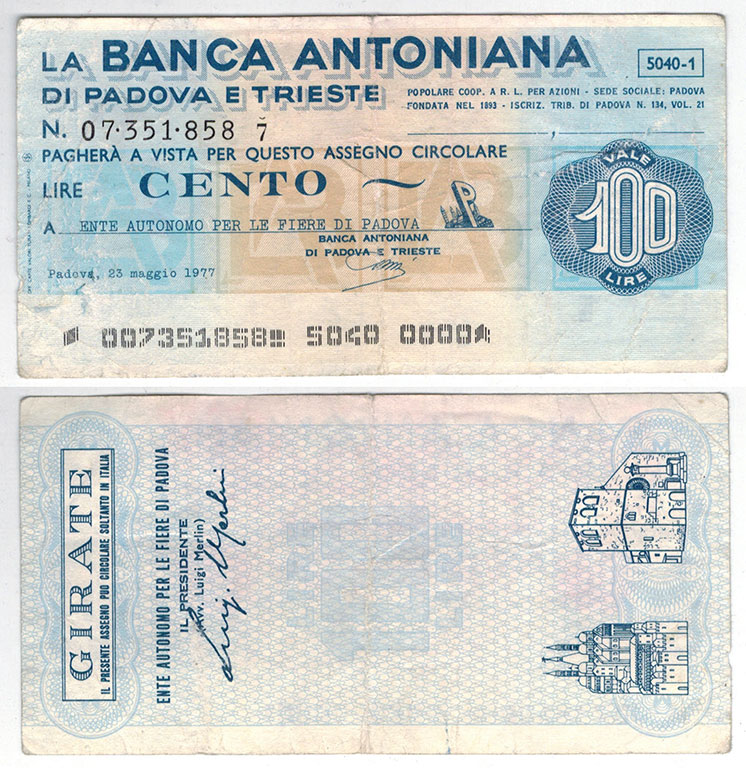 LA BANCA ANTONIANA
DI PADOVA E TRIESTE
5040-1
POPOLARE COOP. A R. L. PER AZIONI - SEDE SOCIALE: PADOVA
FONDATA NEL 1893 - ISCRIZ. TRIB. DI PADOVA N. 134, VOL. 21
N. 07·351·858 7
PAGHERÀ A VISTA PER QUESTO ASSEGNO CIRCOLARE
LIRE CENTO
A ENTE AUTONOMO PER LE FIERE DI PADOVA
BANCA ANTONIANA
DI PADOVA E TRIESTE
Padova, 23 maggio 1977
VALE
100
LIRE
007351858 5040 0000
GIRATE
IL PRESENTE ASSEGNO PUÒ CIRCOLARE SOLTANTO IN ITALIA
ENTE AUTONOMO PER LE FIERE DI PADOVA
IL PRESIDENTE
(Avv. Luigi Merlin)
Luigi Merlin